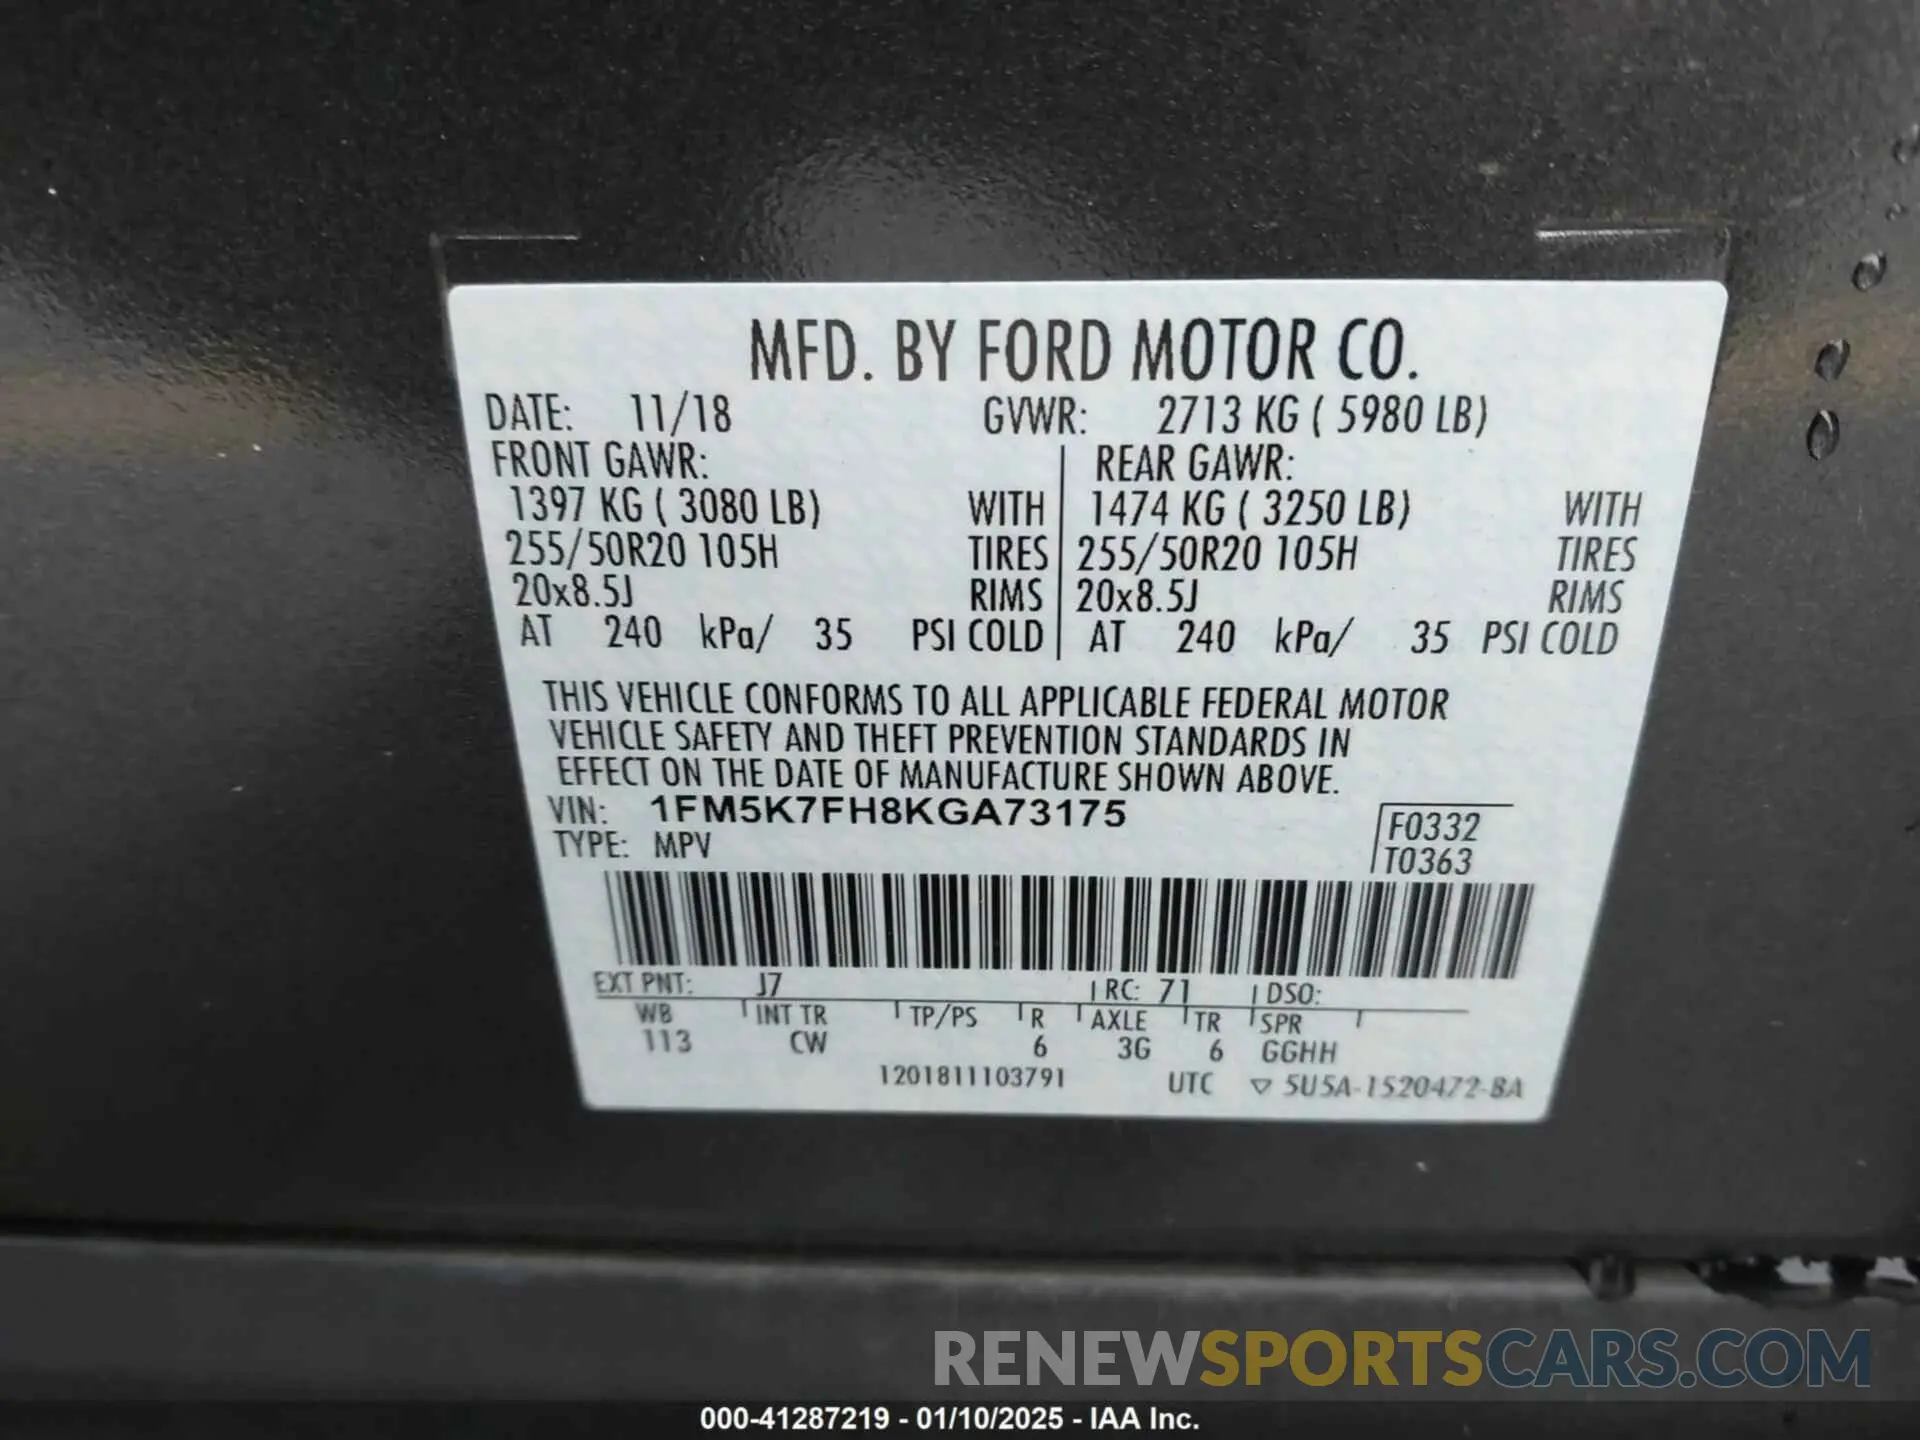 MFD. BY FORD MOTOR CO.
DATE: 11/18 GVWR: 2713 KG ( 5980 LB)
FRONT GAWR: REAR GAWR:
1397 KG ( 3080 LB) WITH 1474 KG ( 3250 LB) WITH
255/50R20 105H TIRES 255/50R20 105H TIRES
20x8.5J RIMS 20x8.5J RIMS
AT 240 kPa/ 35 PSI COLD AT 240 kPa/ 35 PSI COLD
THIS VEHICLE CONFORMS TO ALL APPLICABLE FEDERAL MOTOR
VEHICLE SAFETY AND THEFT PREVENTION STANDARDS IN
EFFECT ON THE DATE OF MANUFACTURE SHOWN ABOVE.
VIN: 1FM5K7FH8KGA73175 F0332
TYPE: MPV T0363
EXT PNT: J7 RC: 71 DSO:
WB INT TR TP/PS R AXLE TR SPR
113 CW 6 3G 6 GGHH
1201811103791 UTC ▽ 5U5A-1520472-BA
RENEWSPORTSCARS.COM
000-41287219 - 01/10/2025 - IAA Inc.